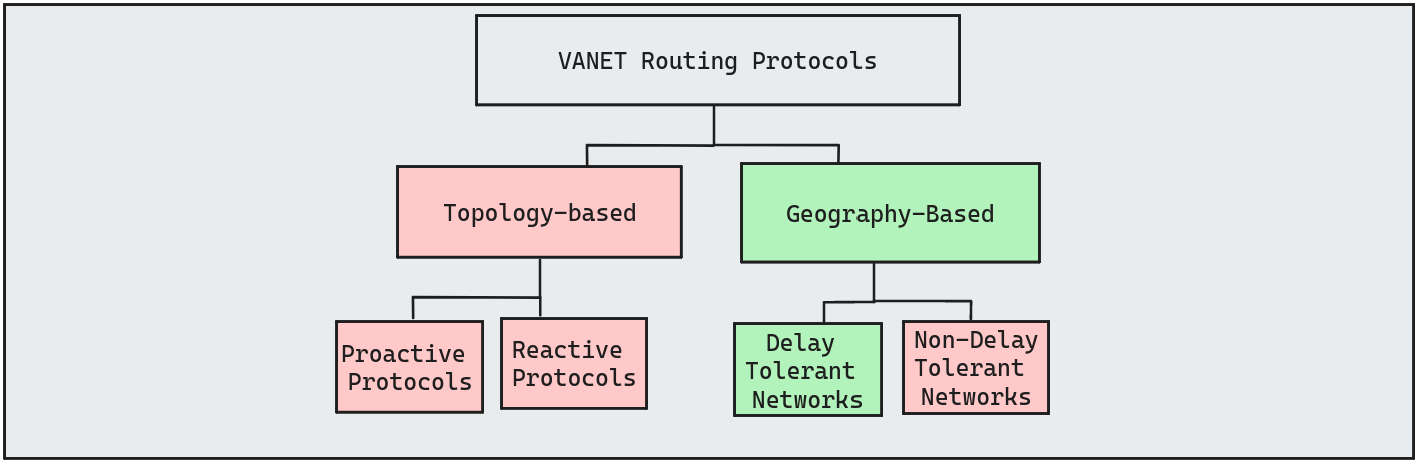 VANET Routing Protocols
Topology-based
Geography-Based
Proactive
Protocols
Reactive
Protocols
Delay
Tolerant
Networks
Non-Delay
Tolerant
Networks